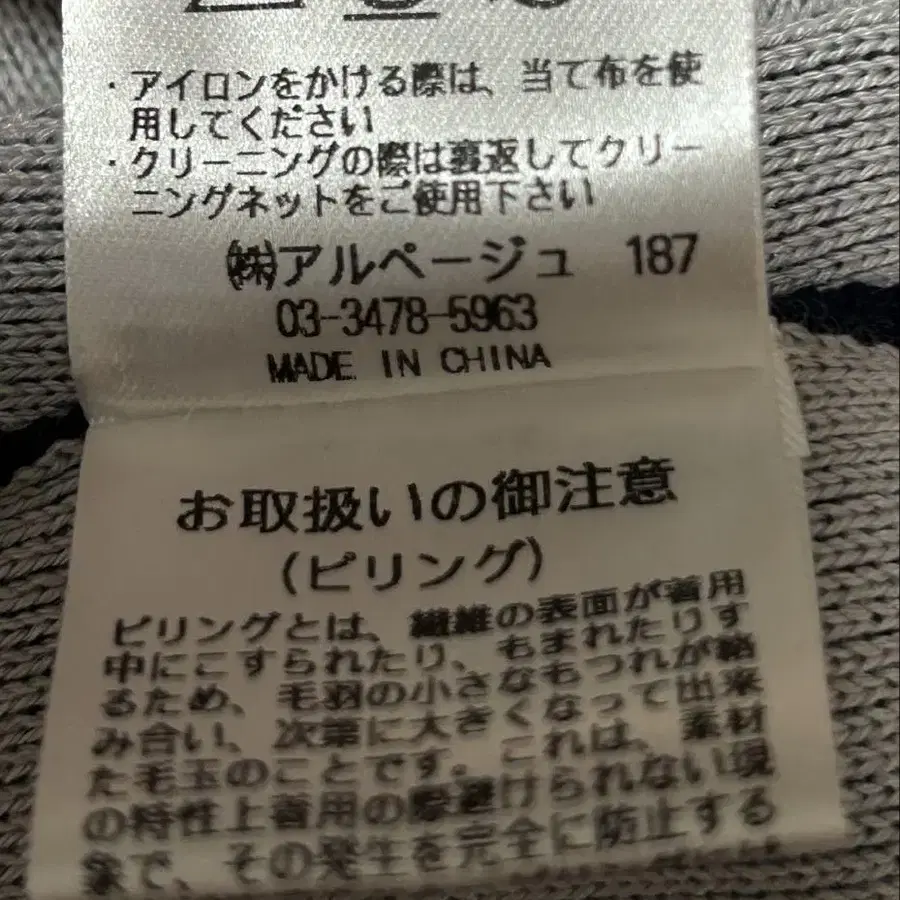 ・アイロンをかける際は、当て布を使
用してください
・クリーニングの際は裏返してクリー
ニングネットをご使用下さい
㈱アルページュ 187
03-3478-5963
MADE IN CHINA
お取扱いの御注意
(ピリング)
ピリングとは、繊維の表面が着用
中にこすられたり、もまれたりす
るため、毛羽の小さなもつれが絡
み合い、次第に大きくなって出来
た毛玉のことです。これは、素材
の特性上着用の際避けられない現
象で、その発生を完全に防止する